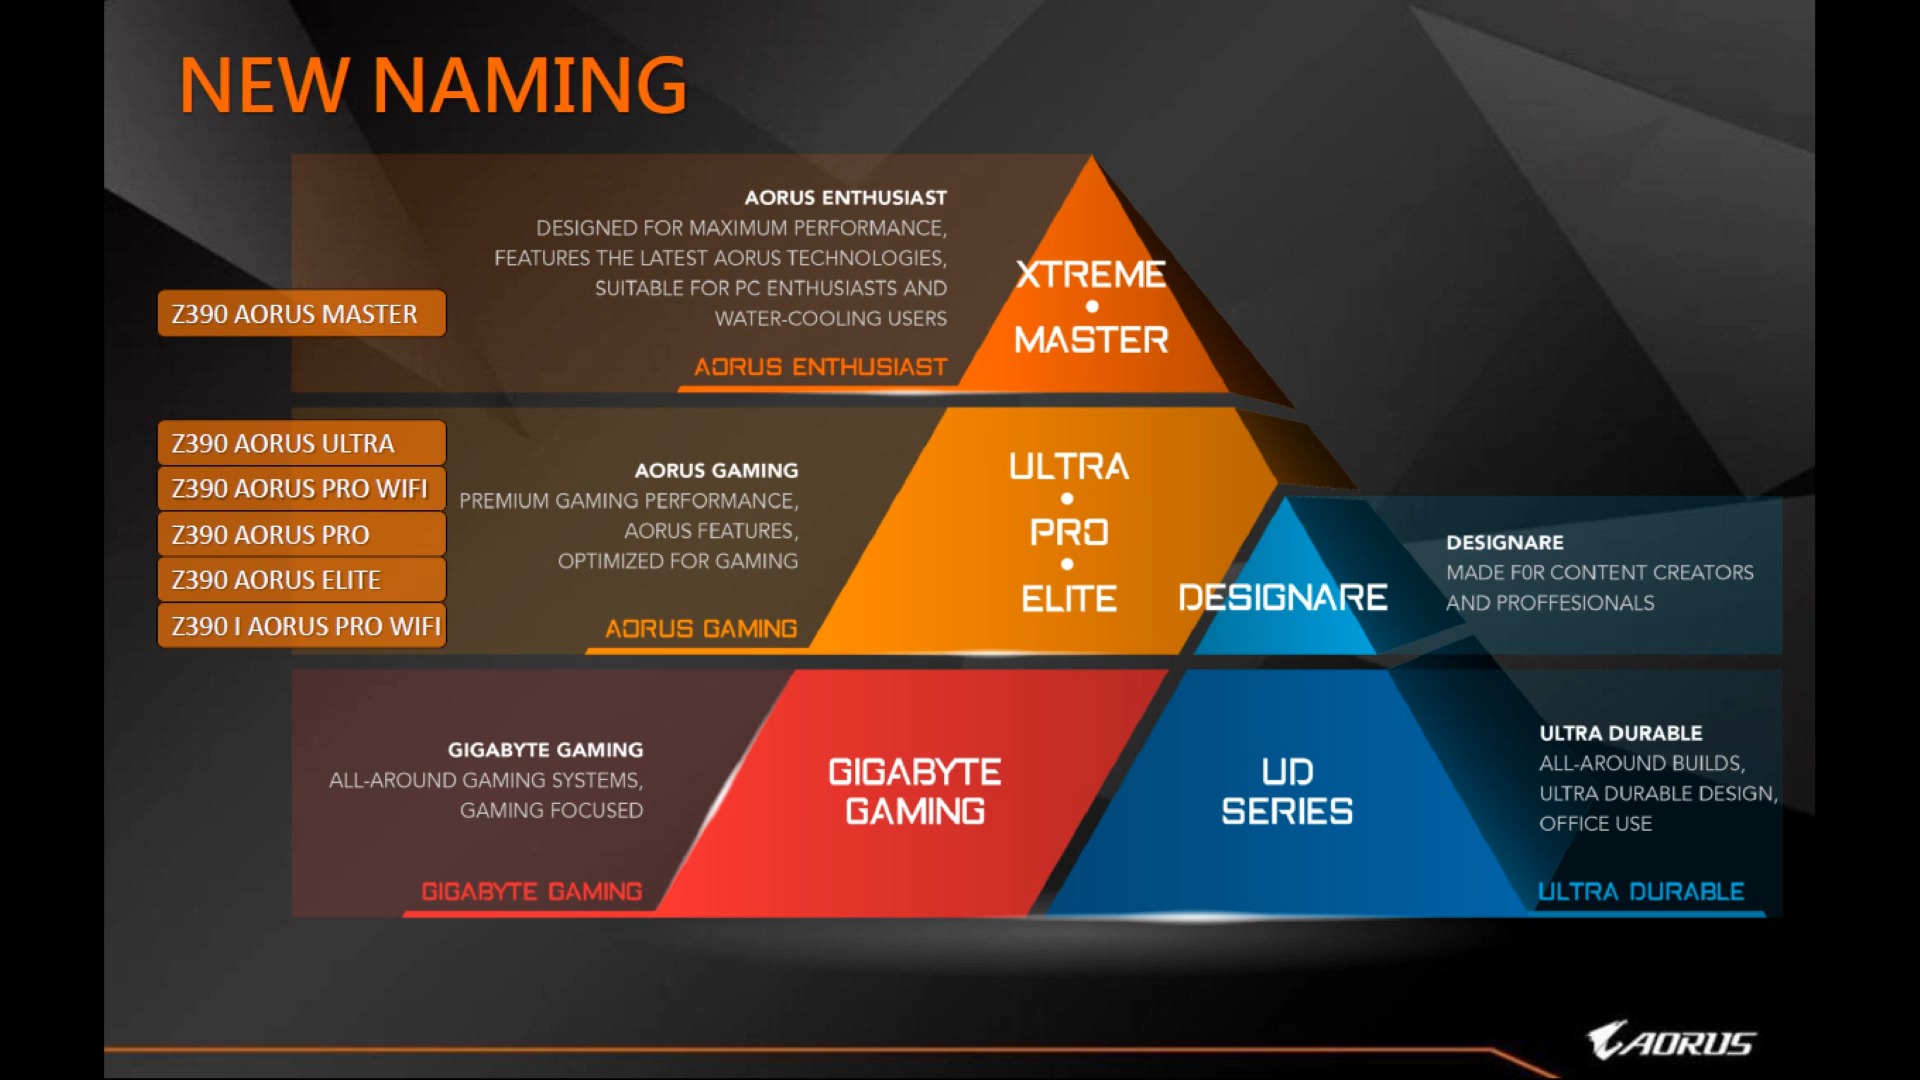 NEW NAMING
AORUS ENTHUSIAST
DESIGNED FOR MAXIMUM PERFORMANCE,
FEATURES THE LATEST AORUS TECHNOLOGIES,
SUITABLE FOR PC ENTHUSIASTS AND
WATER-COOLING USERS
AORUS ENTHUSIAST
XTREME
•
MASTER
Z390 AORUS MASTER
Z390 AORUS ULTRA
Z390 AORUS PRO WIFI
Z390 AORUS PRO
Z390 AORUS ELITE
Z390 I AORUS PRO WIFI
AORUS GAMING
PREMIUM GAMING PERFORMANCE,
AORUS FEATURES,
OPTIMIZED FOR GAMING
AORUS GAMING
ULTRA
•
PRO
•
ELITE
DESIGNARE
DESIGNARE
MADE F0R CONTENT CREATORS
AND PROFFESIONALS
GIGABYTE GAMING
ALL-AROUND GAMING SYSTEMS,
GAMING FOCUSED
GIGABYTE GAMING
GIGABYTE
GAMING
UD
SERIES
ULTRA DURABLE
ALL-AROUND BUILDS,
ULTRA DURABLE DESIGN,
OFFICE USE
ULTRA DURABLE
AORUS